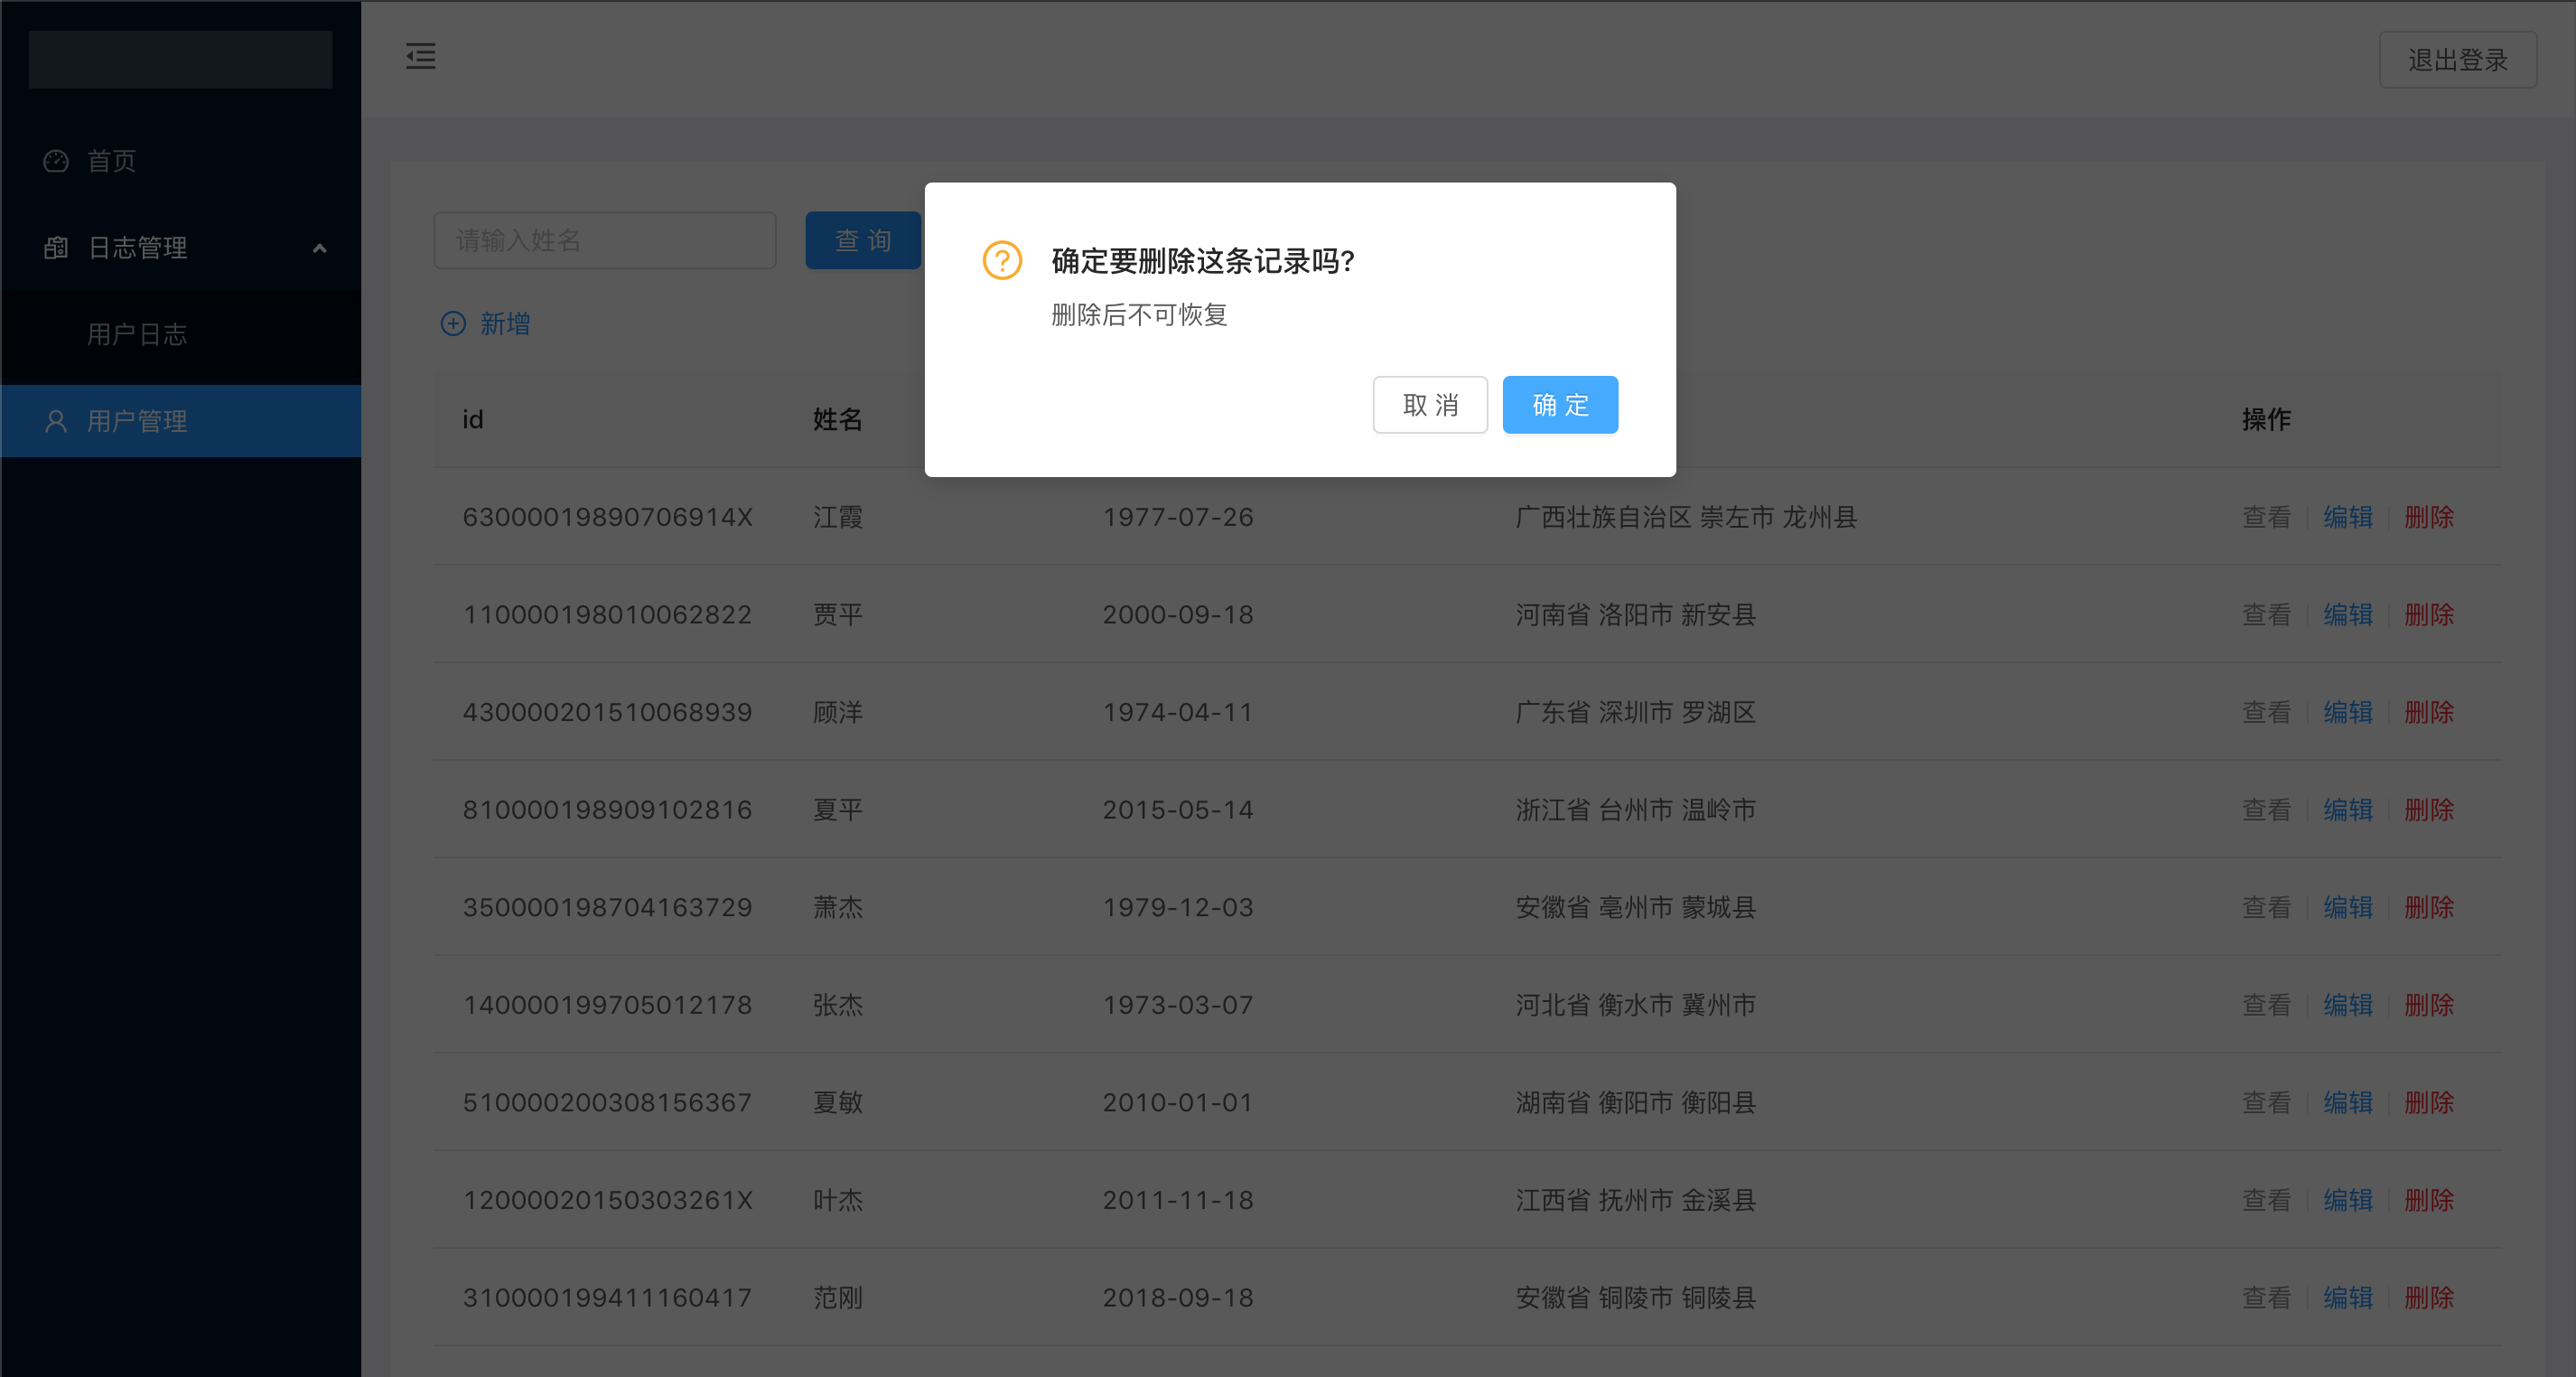 退出登录
首页
日志管理
用户日志
用户管理
请输入姓名 查 询
新增
确定要删除这条记录吗?
删除后不可恢复
取 消 确 定
id 姓名 操作
63000019890706914X 江霞 1977-07-26 广西壮族自治区 崇左市 龙州县 查看 编辑 删除
110000198010062822 贾平 2000-09-18 河南省 洛阳市 新安县 查看 编辑 删除
430000201510068939 顾洋 1974-04-11 广东省 深圳市 罗湖区 查看 编辑 删除
810000198909102816 夏平 2015-05-14 浙江省 台州市 温岭市 查看 编辑 删除
350000198704163729 萧杰 1979-12-03 安徽省 亳州市 蒙城县 查看 编辑 删除
140000199705012178 张杰 1973-03-07 河北省 衡水市 冀州市 查看 编辑 删除
510000200308156367 夏敏 2010-01-01 湖南省 衡阳市 衡阳县 查看 编辑 删除
12000020150303261X 叶杰 2011-11-18 江西省 抚州市 金溪县 查看 编辑 删除
310000199411160417 范刚 2018-09-18 安徽省 铜陵市 铜陵县 查看 编辑 删除